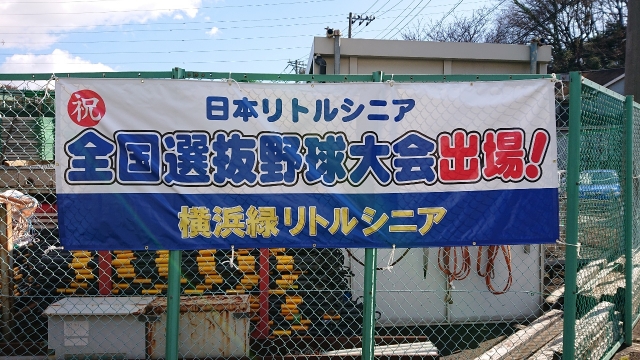 祝
日本リトルシニア
全国選抜野球大会出場!
横浜緑リトルシニア